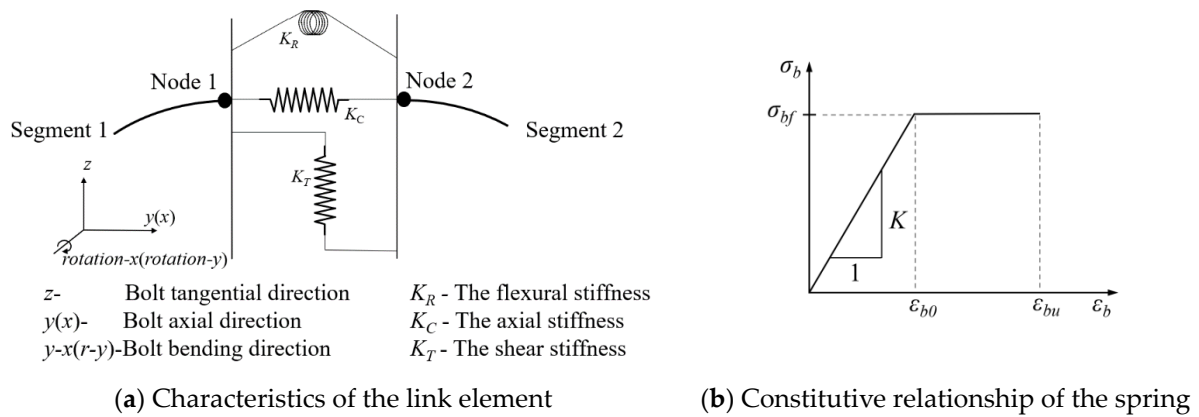 K_R
Node 1
Node 2
K_C
Segment 1
Segment 2
K_T
z
y(x)
rotation-x(rotation-y)
z- Bolt tangential direction K_R - The flexural stiffness
y(x)- Bolt axial direction K_C - The axial stiffness
y-x(r-y)-Bolt bending direction K_T - The shear stiffness
(a) Characteristics of the link element
σ_b
σ_bf
K
1
ε_b0 ε_bu ε_b
(b) Constitutive relationship of the spring